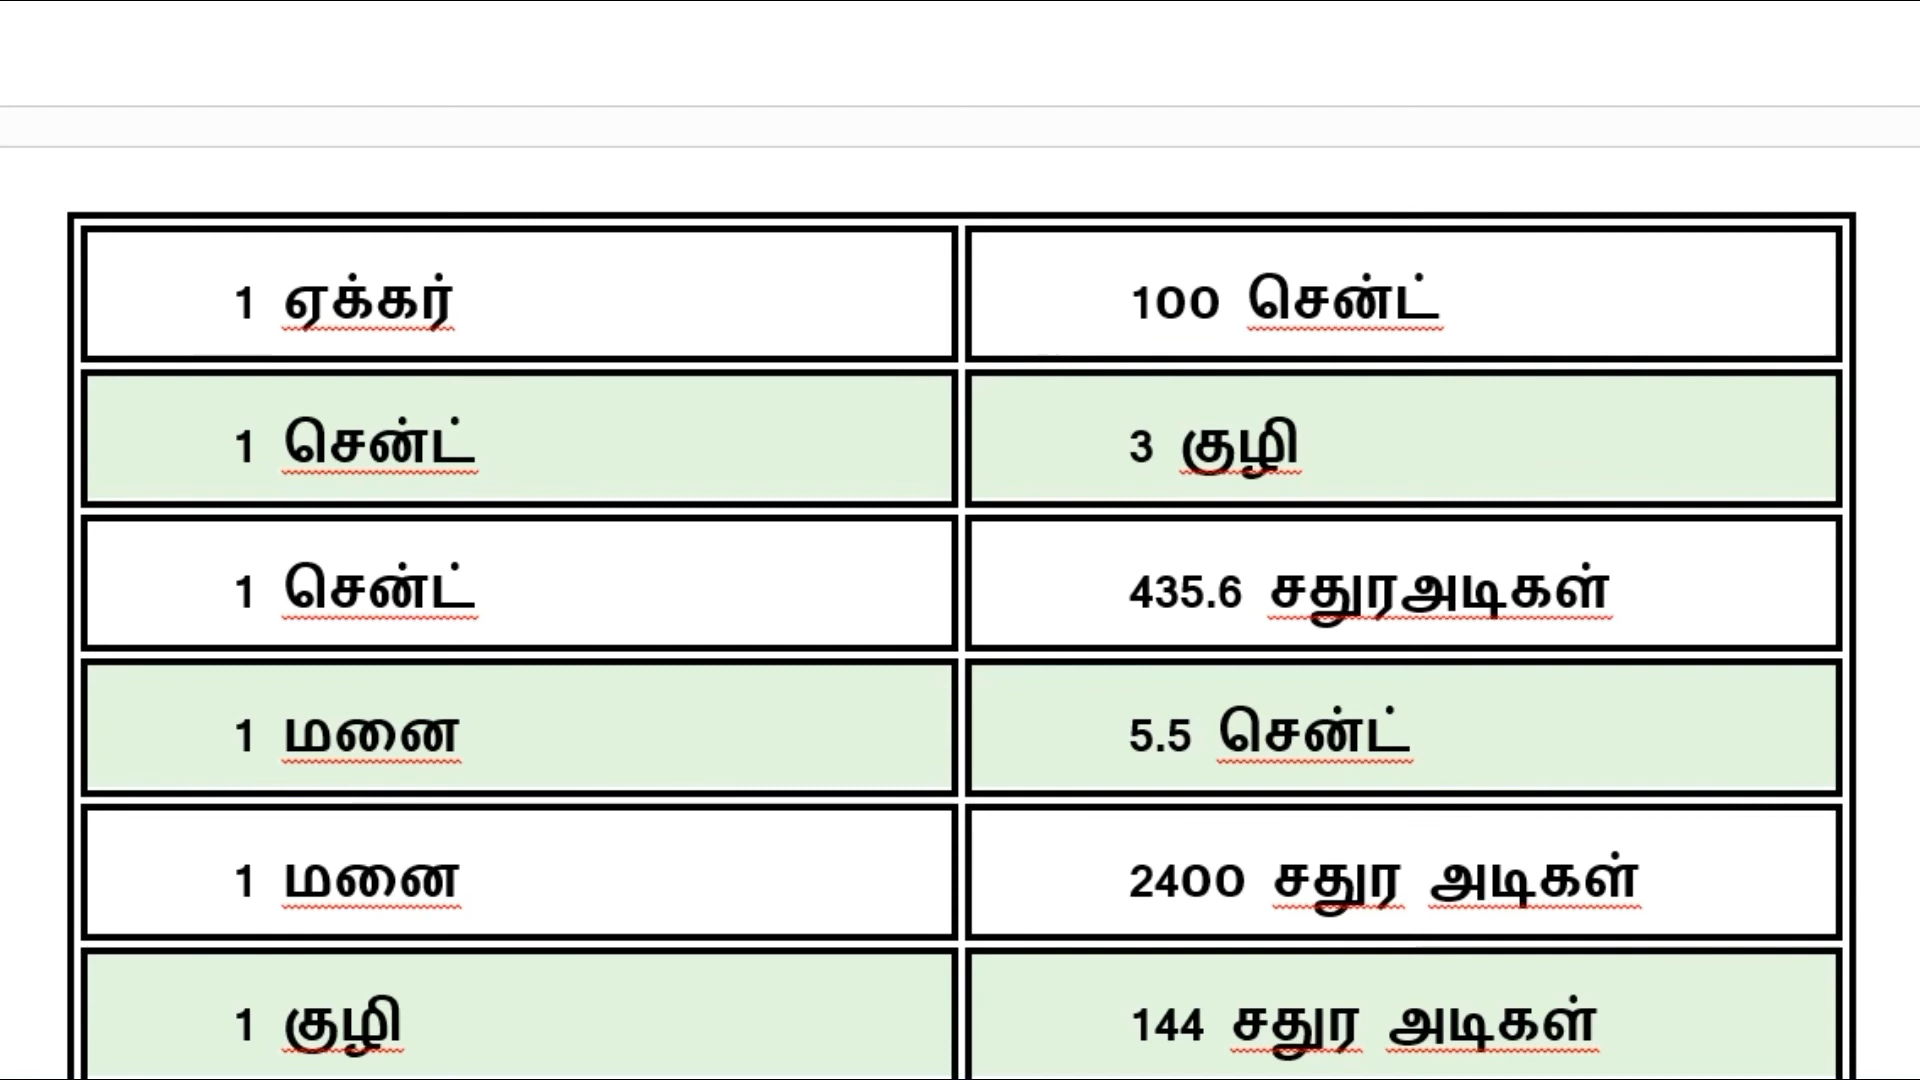 1 ஏக்கர் 100 சென்ட்
1 சென்ட் 3 குழி
1 சென்ட் 435.6 சதுரஅடிகள்
1 மனை 5.5 சென்ட்
1 மனை 2400 சதுர அடிகள்
1 குழி 144 சதுர அடிகள்